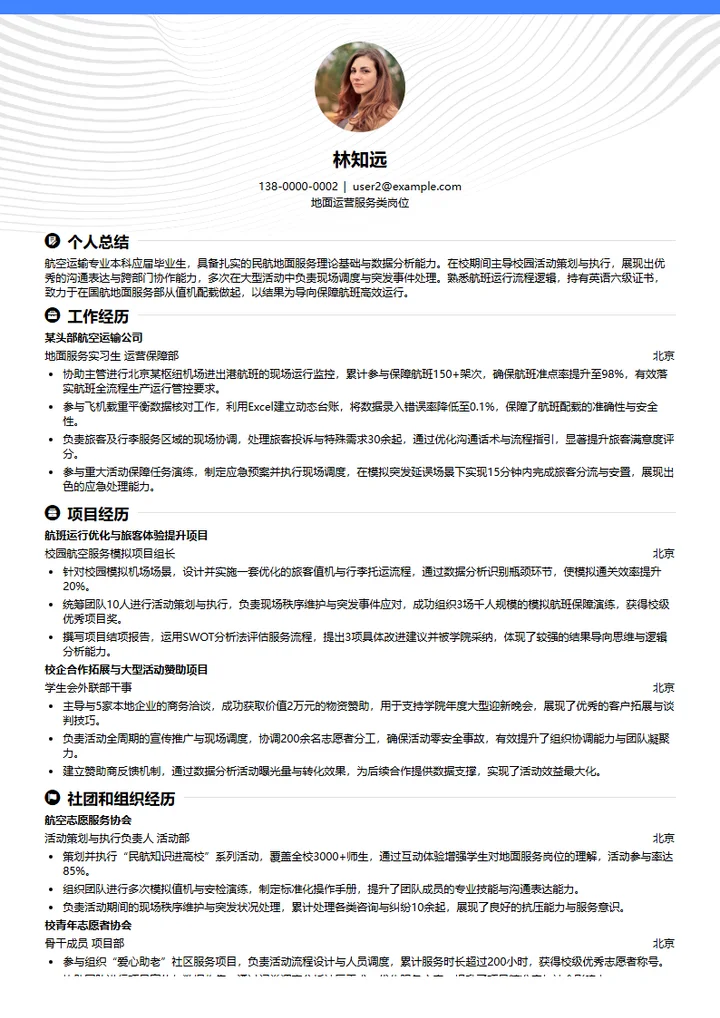 林知远
138-0000-0002 | user2@example.com
地面运营服务类岗位
个人总结
航空运输专业本科应届毕业生，具备扎实的民航地面服务理论基础与数据分析能力。在校期间主导校园活动策划与执行，展现出优
秀的沟通表达与跨部门协作能力，多次在大型活动中负责现场调度与突发事件处理。熟悉航班运行流程逻辑，持有英语六级证书，
致力于在国航地面服务部从值机配载做起，以结果为导向保障航班高效运行。
工作经历
某头部航空运输公司
地面服务实习生 运营保障部 北京
• 协助主管进行北京某枢纽机场进出港航班的现场运行监控，累计参与保障航班150+架次，确保航班准点率提升至98%，有效落
实航班全流程生产运行管控要求。
• 参与飞机载重平衡数据核对工作，利用Excel建立动态台账，将数据录入错误率降低至0.1%，保障了航班配载的准确性与安全
性。
• 负责旅客及行李服务区域的现场协调，处理旅客投诉与特殊需求30余起，通过优化沟通话术与流程指引，显著提升旅客满意度评
分。
• 参与重大活动保障任务演练，制定应急预案并执行现场调度，在模拟突发延误场景下实现15分钟内完成旅客分流与安置，展现出
色的应急处理能力。
项目经历
航班运行优化与旅客体验提升项目
校园航空服务模拟项目组长 北京
• 针对校园模拟机场场景，设计并实施一套优化的旅客值机与行李托运流程，通过数据分析识别瓶颈环节，使模拟通关效率提升
20%。
• 统筹团队10人进行活动策划与执行，负责现场秩序维护与突发事件应对，成功组织3场千人规模的模拟航班保障演练，获得校级
优秀项目奖。
• 撰写项目结项报告，运用SWOT分析法评估服务流程，提出3项具体改进建议并被学院采纳，体现了较强的结果导向思维与逻辑
分析能力。
校企合作拓展与大型活动赞助项目
学生会外联部干事 北京
• 主导与5家本地企业的商务洽谈，成功获取价值2万元的物资赞助，用于支持学院年度大型迎新晚会，展现了优秀的客户拓展与谈
判技巧。
• 负责活动全周期的宣传推广与现场调度，协调200余名志愿者分工，确保活动零安全事故，有效提升了组织协调能力与团队凝聚
力。
• 建立赞助商反馈机制，通过数据分析活动曝光量与转化效果，为后续合作提供数据支撑，实现了活动效益最大化。
社团和组织经历
航空志愿服务协会
活动策划与执行负责人 活动部 北京
• 策划并执行“民航知识进高校”系列活动，覆盖全校3000+师生，通过互动体验增强学生对地面服务岗位的理解，活动参与率达
85%。
• 组织团队进行多次模拟值机与安检演练，制定标准化操作手册，提升了团队成员的专业技能与沟通表达能力。
• 负责活动期间的现场秩序维护与突发状况处理，累计处理各类咨询与纠纷10余起，展现了良好的抗压能力与服务意识。
校青年志愿者协会
骨干成员 项目部 北京
• 参与组织“爱心助老”社区服务项目，负责活动流程设计与人员调度，累计服务时长超过200小时，获得校级优秀志愿者称号。